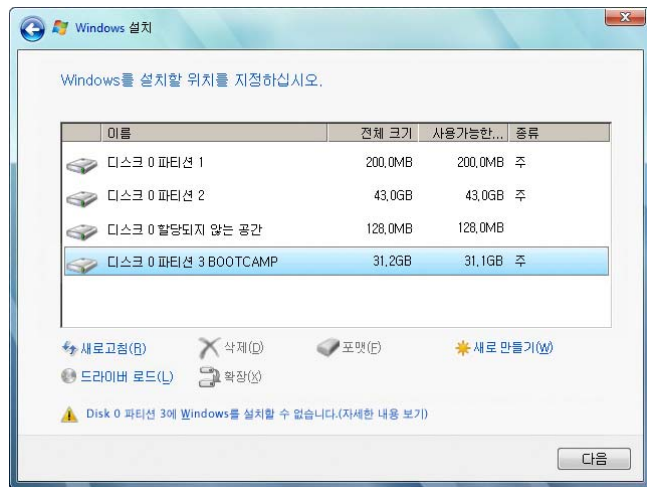 Windows 설치
Windows를 설치할 위치를 지정하십시오.
이름 전체 크기 사용가능한... 종류
디스크 0 파티션 1 200,0MB 200,0MB 주
디스크 0 파티션 2 43,0GB 43,0GB 주
디스크 0 할당되지 않는 공간 128,0MB 128,0MB
디스크 0 파티션 3 BOOTCAMP 31,2GB 31,1GB 주
새로고침(R) 삭제(D) 포맷(F) 새로 만들기(W)
드라이버 로드(L) 확장(X)
Disk 0 파티션 3에 Windows를 설치할 수 없습니다.(자세한 내용 보기)
다음